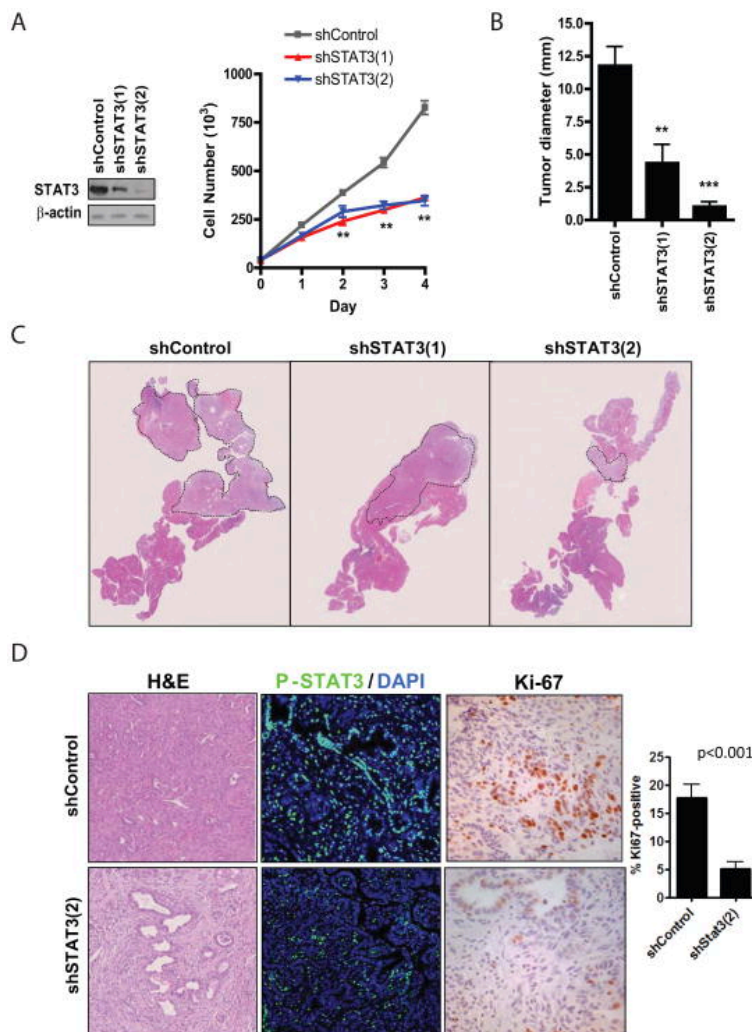 A
shControl
shSTAT3(1)
shSTAT3(2)
STAT3
β-actin
shControl
shSTAT3(1)
shSTAT3(2)
Cell Number (10³)
1000
750
500
250
0
** ** **
0 1 2 3 4
Day
B
Tumor diameter (mm)
15.0
12.5
10.0
7.5
5.0
2.5
0.0
**
***
shControl
shSTAT3(1)
shSTAT3(2)
C
shControl shSTAT3(1) shSTAT3(2)
D
H&E P-STAT3/DAPI Ki-67
shControl
shSTAT3(2)
p<0.001
% Ki67-positive
25
20
15
10
5
0
shControl
shStat3(2)